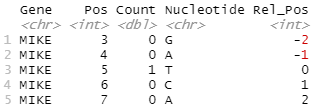 Gene Pos Count Nucleotide Rel_Pos
<chr> <int> <dbl> <chr> <int>
1 MIKE 3 0 G -2
2 MIKE 4 0 A -1
3 MIKE 5 1 T 0
4 MIKE 6 0 C 1
5 MIKE 7 0 A 2